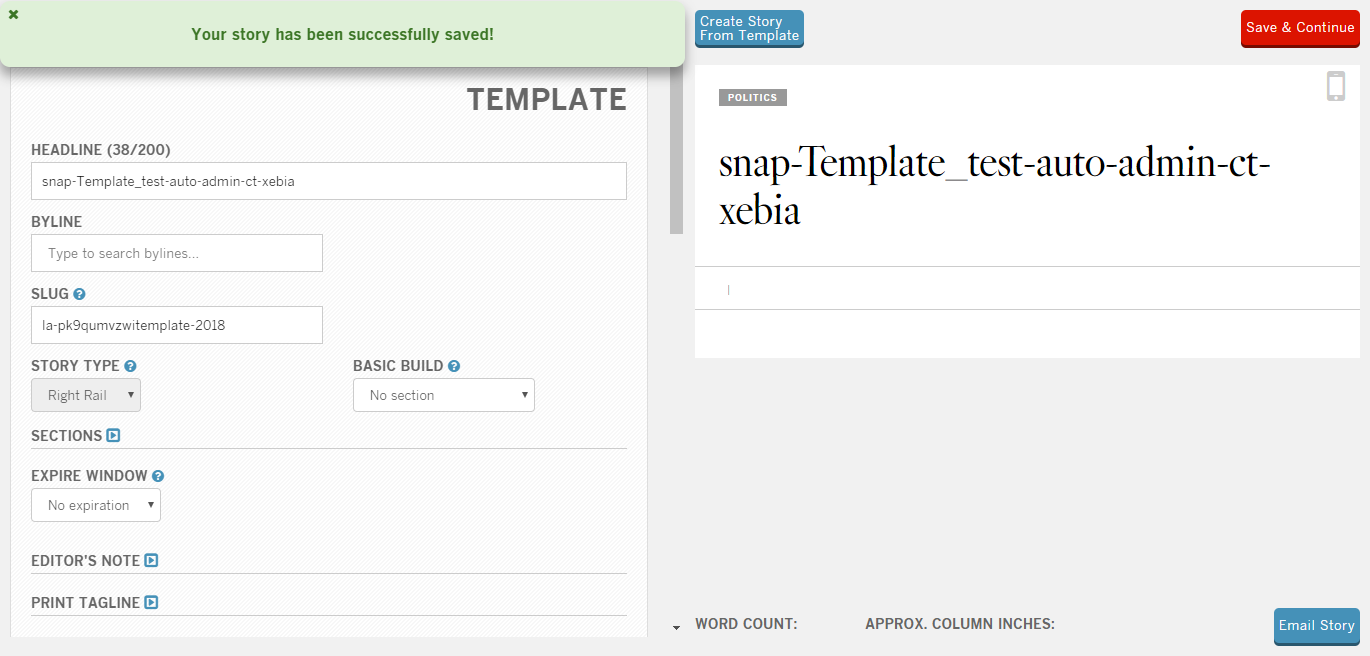 Your story has been successfully saved!
Create Story
From Template
Save & Continue
TEMPLATE
HEADLINE (38/200)
snap-Template_test-auto-admin-ct-xebia
BYLINE
Type to search bylines...
SLUG
la-pk9qumvzwitemplate-2018
STORY TYPE
BASIC BUILD
Right Rail
No section
SECTIONS
EXPIRE WINDOW
No expiration
EDITOR'S NOTE
PRINT TAGLINE
POLITICS
snap-Template_test-auto-admin-ct-
xebia
|
WORD COUNT:
APPROX. COLUMN INCHES:
Email Story